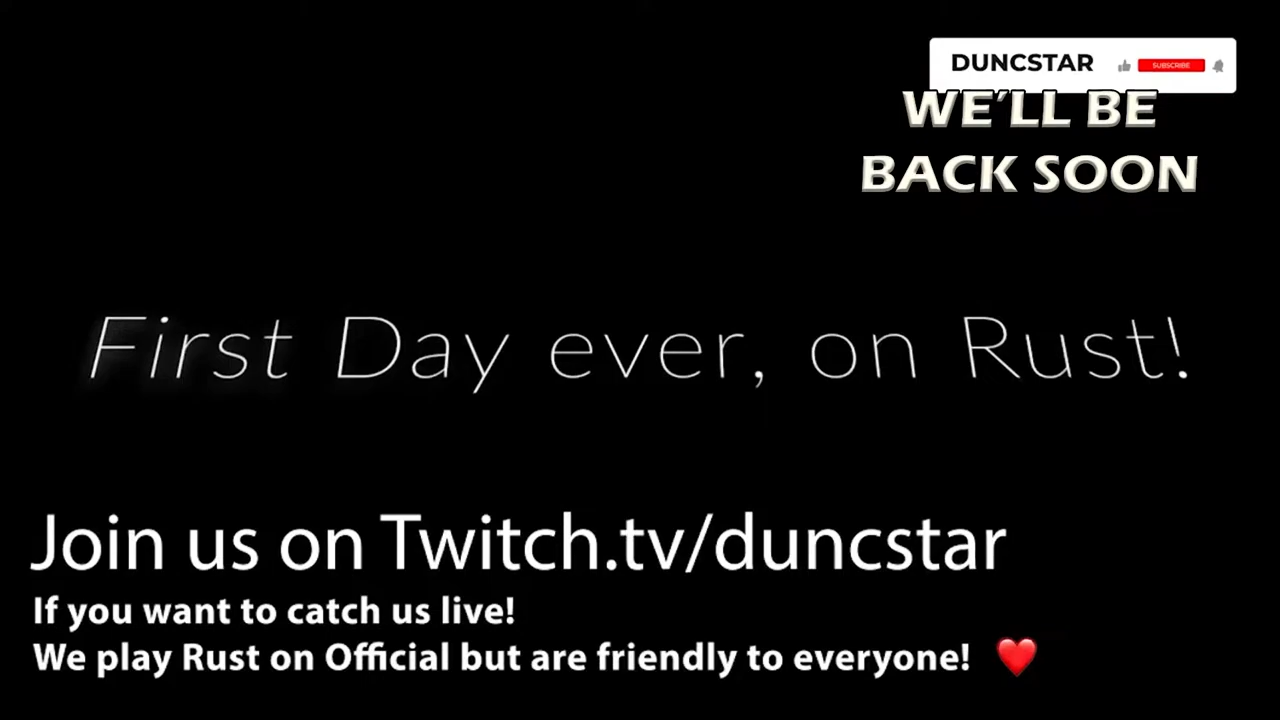 DUNCSTAR
SUBSCRIBE
WE'LL BE
BACK SOON
First Day ever, on Rust!
Join us on Twitch.tv/duncstar
If you want to catch us live!
We play Rust on Official but are friendly to everyone! ❤️